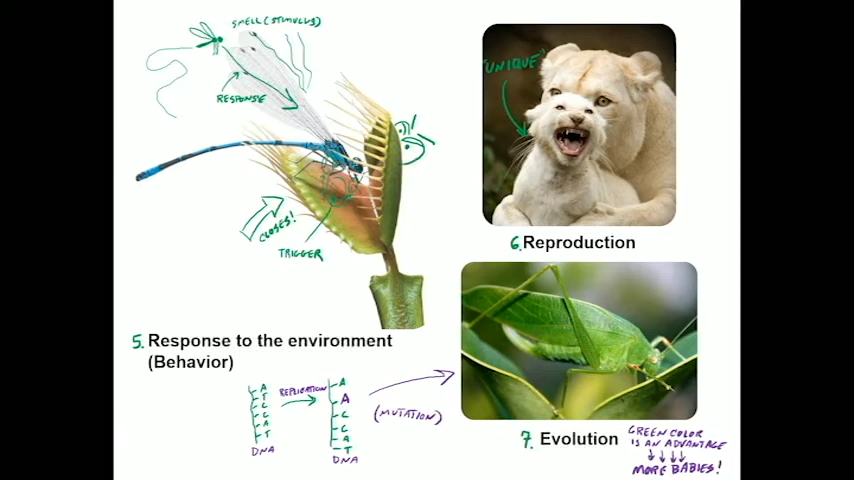 SMELL (STIMULUS)
RESPONSE
CLOSES!
TRIGGER
"UNIQUE"
6. Reproduction
5. Response to the environment
(Behavior)
A
T
C
C
A
T
DNA
REPLICATION
A
A
C
C
A
T
DNA
(MUTATION)
7. Evolution
GREEN COLOR
IS AN ADVANTAGE
MORE BABIES!